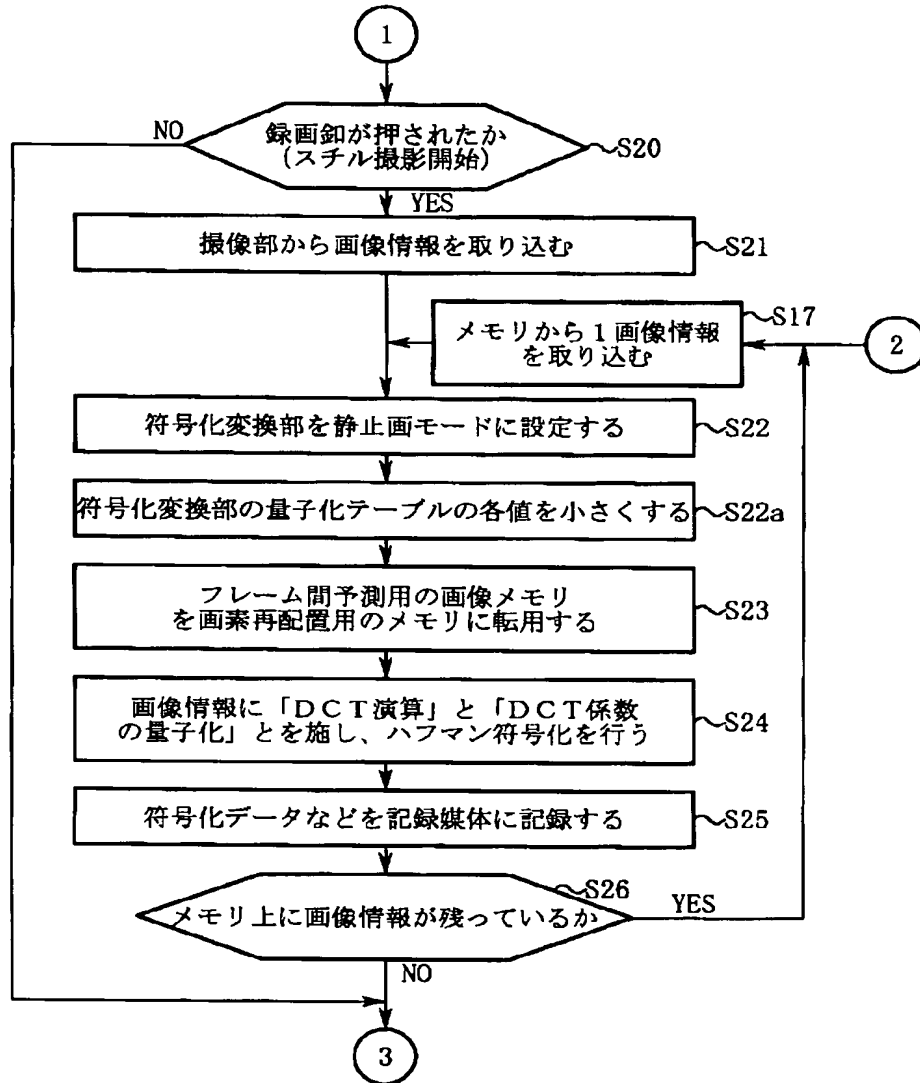 1
NO
録画釦が押されたか
(スチル撮影開始)
S20
YES
撮像部から画像情報を取り込む
S21
S17
メモリから1画像情報
を取り込む
2
符号化変換部を静止画モードに設定する
S22
符号化変換部の量子化テーブルの各値を小さくする
S22a
フレーム間予測用の画像メモリ
を画素再配置用のメモリに転用する
S23
画像情報に「DCT演算」と「DCT係数
の量子化」とを施し、ハフマン符号化を行う
S24
符号化データなどを記録媒体に記録する
S25
S26
メモリ上に画像情報が残っているか
YES
NO
3